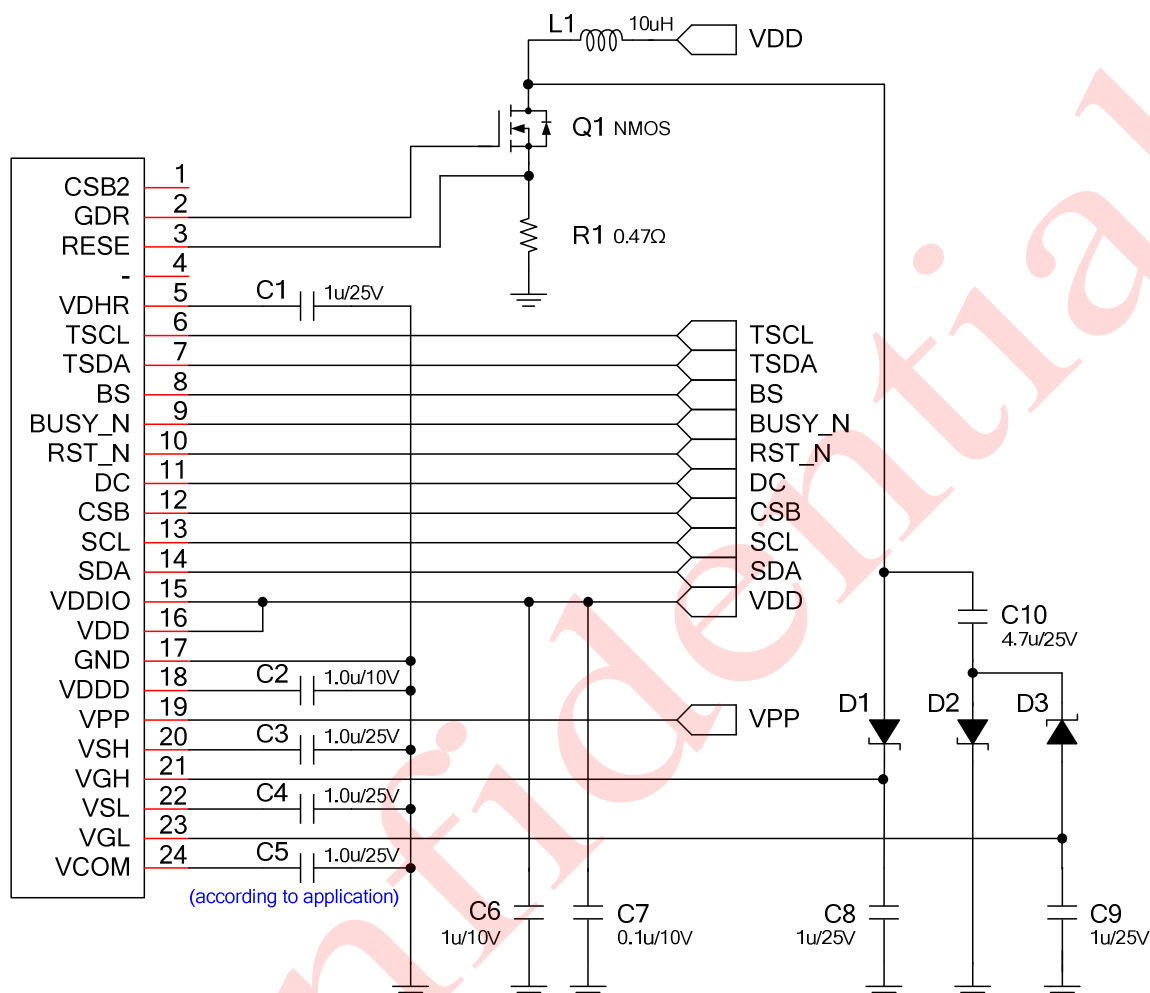 L1 10uH VDD
Q1 NMOS
R1 0.47Ω
CSB2 1
GDR 2
RESE 3
- 4
VDHR 5 C1 1u/25V
TSCL 6 TSCL
TSDA 7 TSDA
BS 8 BS
BUSY_N 9 BUSY_N
RST_N 10 RST_N
DC 11 DC
CSB 12 CSB
SCL 13 SCL
SDA 14 SDA
VDDIO 15 VDD
VDD 16
GND 17
VDDD 18 C2 1.0u/10V
VPP 19 VPP
VSH 20 C3 1.0u/25V
VGH 21
VSL 22 C4 1.0u/25V
VGL 23
VCOM 24 C5 1.0u/25V
(according to application)
C10
4.7u/25V
D1 D2 D3
C6
1u/10V
C7
0.1u/10V
C8
1u/25V
C9
1u/25V
nfidential